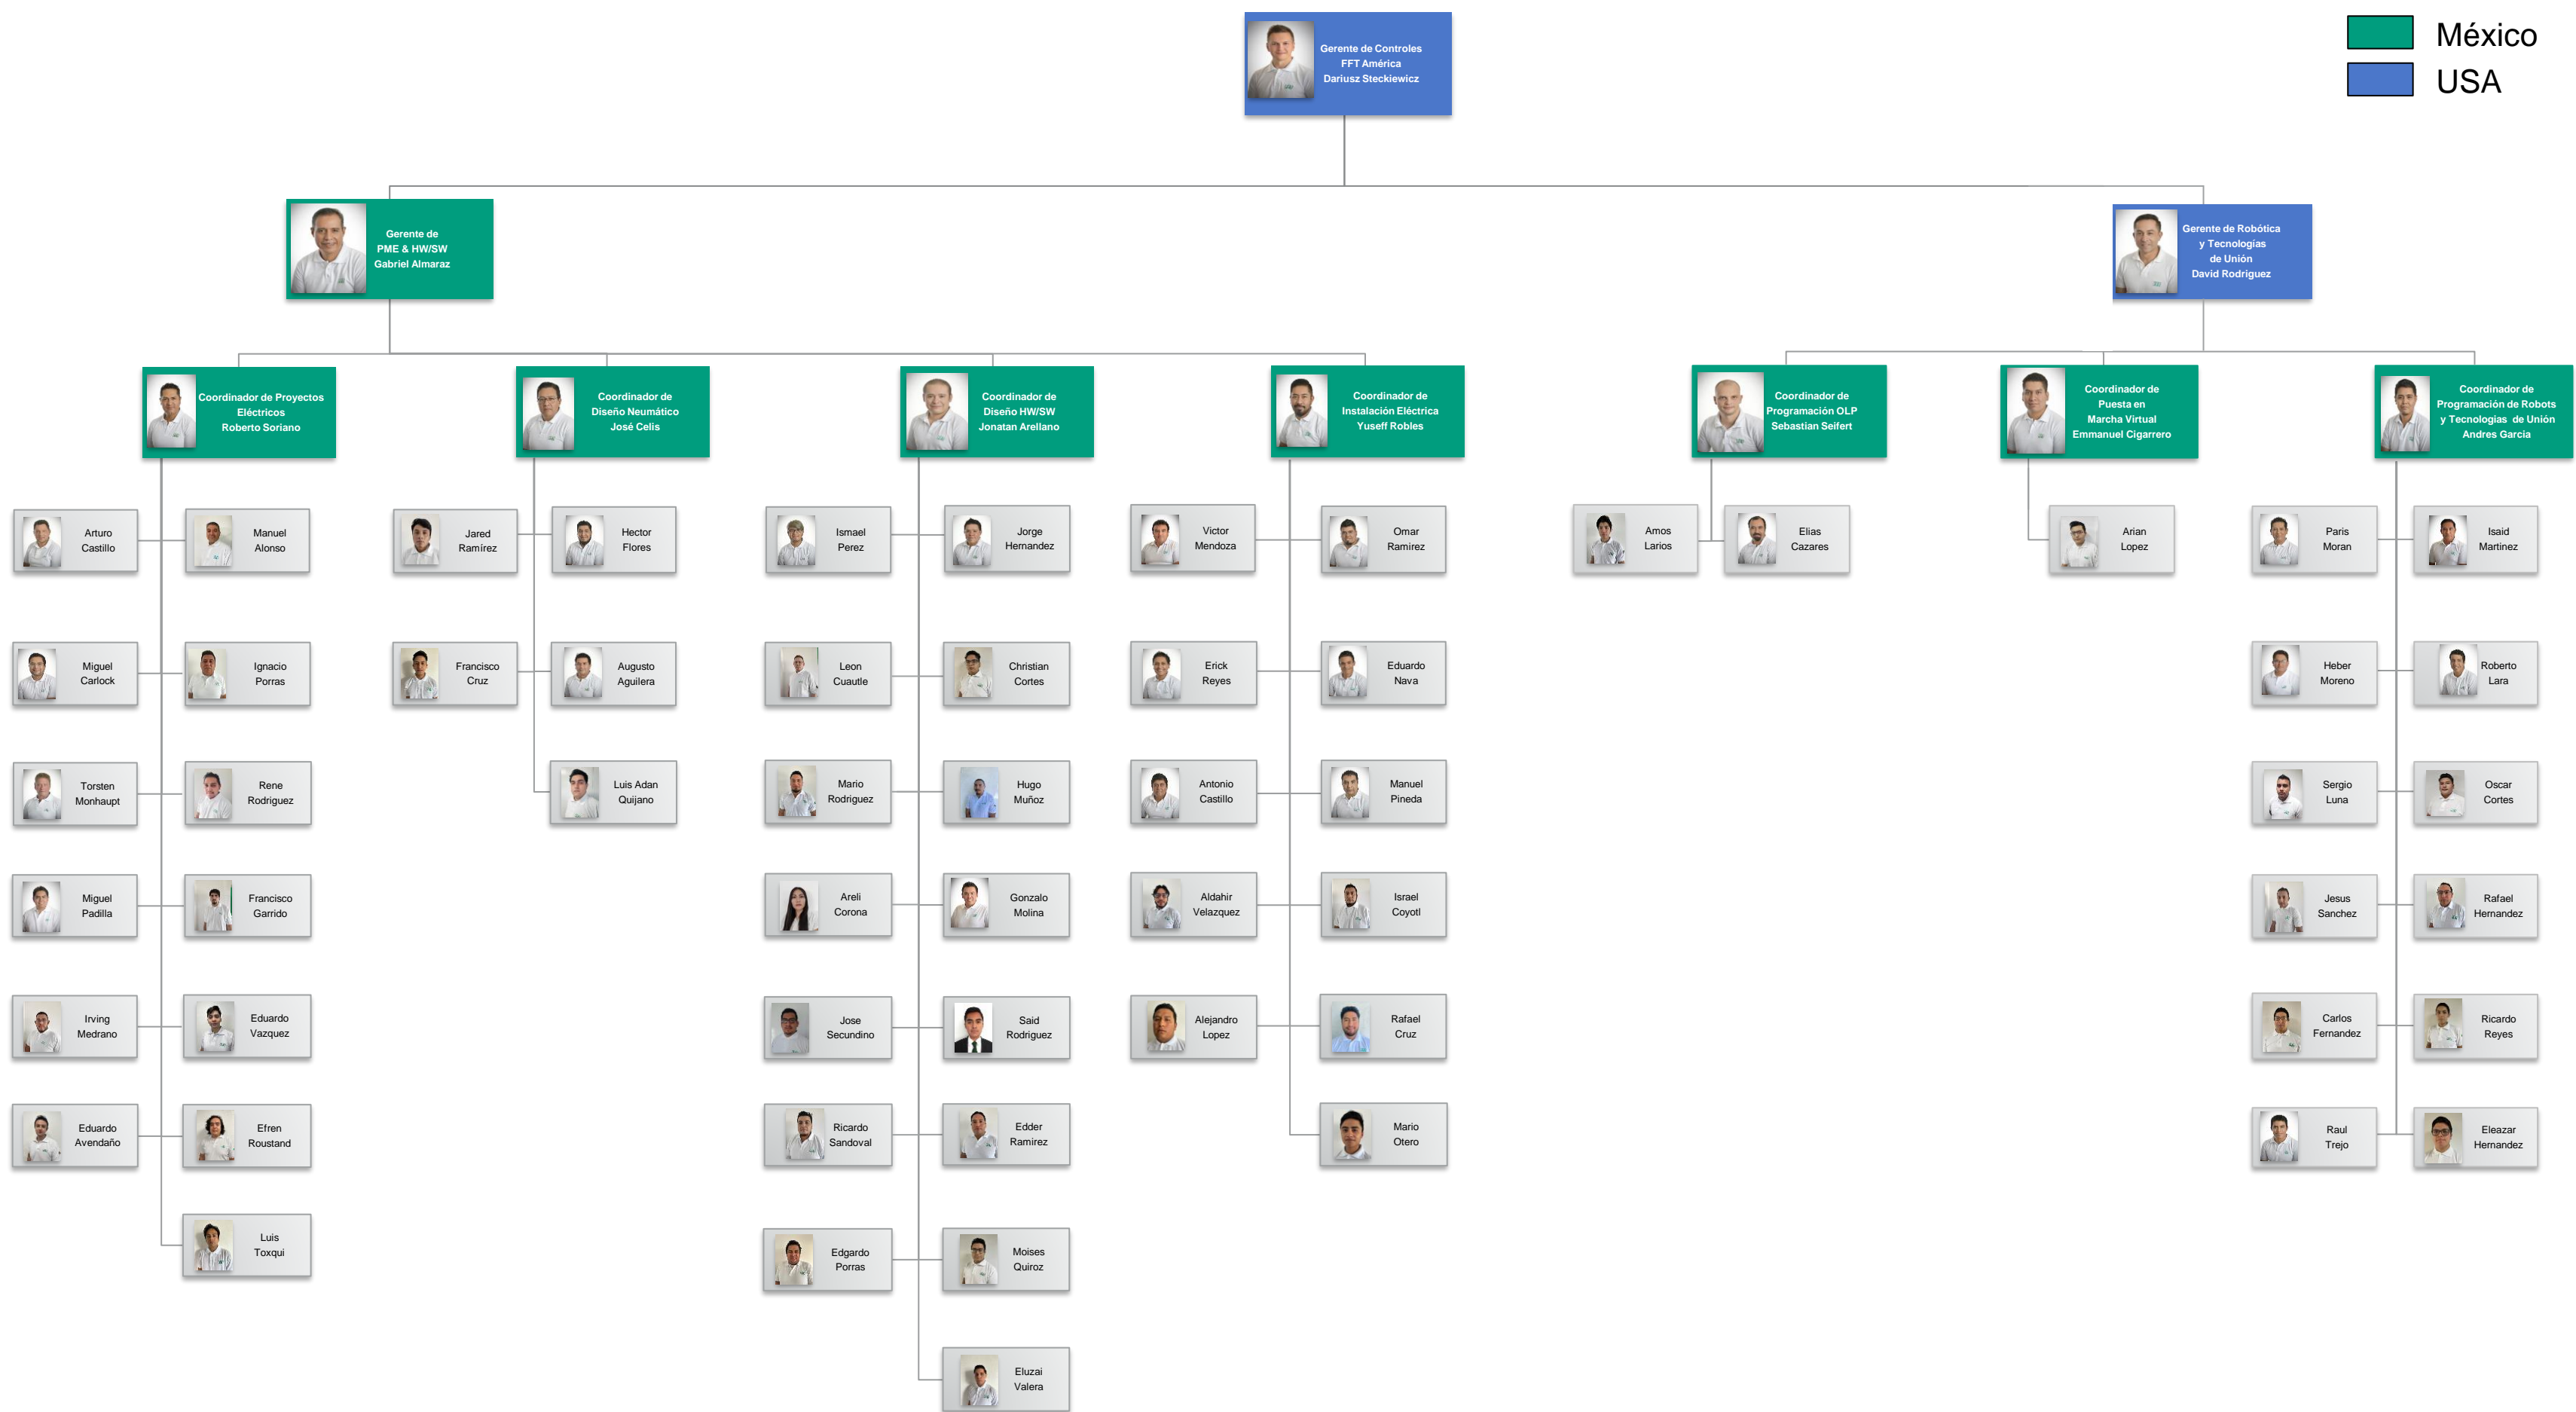 México
USA
Gerente de Controles
FFT América
Dariusz Steckiewicz
Gerente de
PME & HW/SW
Gabriel Almaraz
Gerente de Robótica
y Tecnologías
de Unión
David Rodriguez
Coordinador de Proyectos
Eléctricos
Roberto Soriano
Coordinador de
Diseño Neumático
José Celis
Coordinador de
Diseño HW/SW
Jonatan Arellano
Coordinador de
Instalación Eléctrica
Yuseff Robles
Coordinador de
Programación OLP
Sebastian Seifert
Coordinador de
Puesta en
Marcha Virtual
Emmanuel Cigarrero
Coordinador de
Programación de Robots
y Tecnologias de Unión
Andres Garcia
Arturo
Castillo
Manuel
Alonso
Jared
Ramírez
Hector
Flores
Ismael
Perez
Jorge
Hernandez
Victor
Mendoza
Omar
Ramirez
Amos
Larios
Elias
Cazares
Arian
Lopez
Paris
Moran
Isaid
Martinez
Miguel
Carlock
Ignacio
Porras
Francisco
Cruz
Augusto
Aguilera
Leon
Cuautle
Christian
Cortes
Erick
Reyes
Eduardo
Nava
Heber
Moreno
Roberto
Lara
Torsten
Monhaupt
Rene
Rodriguez
Luis Adan
Quijano
Mario
Rodriguez
Hugo
Muñoz
Antonio
Castillo
Manuel
Pineda
Sergio
Luna
Oscar
Cortes
Miguel
Padilla
Francisco
Garrido
Areli
Corona
Gonzalo
Molina
Aldahir
Velazquez
Israel
Coyotl
Jesus
Sanchez
Rafael
Hernandez
Irving
Medrano
Eduardo
Vazquez
Jose
Secundino
Said
Rodriguez
Alejandro
Lopez
Rafael
Cruz
Carlos
Fernandez
Ricardo
Reyes
Eduardo
Avendaño
Efren
Roustand
Ricardo
Sandoval
Edder
Ramirez
Mario
Otero
Raul
Trejo
Eleazar
Hernandez
Luis
Toxqui
Edgardo
Porras
Moises
Quiroz
Eluzai
Valera